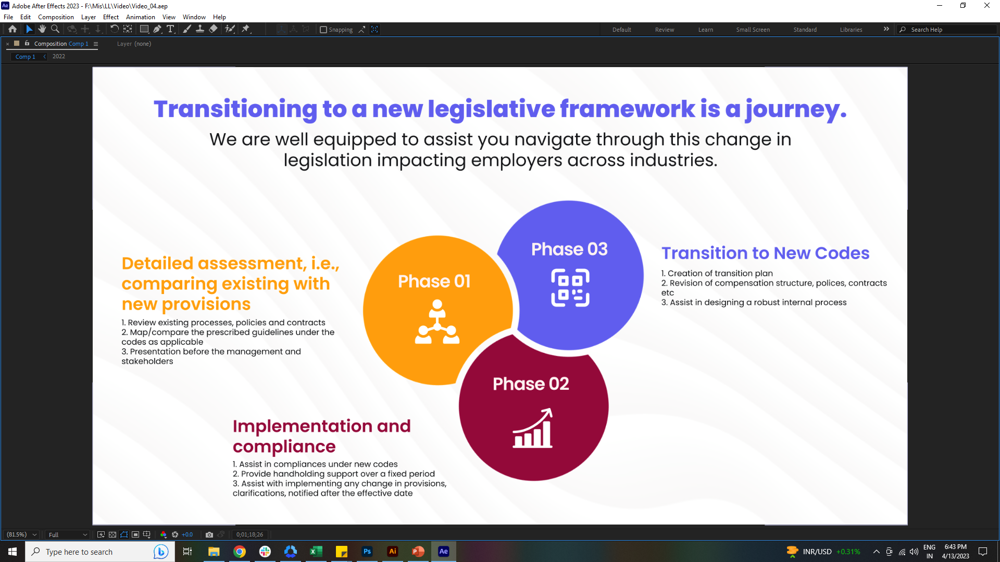 Ae Adobe After Effects 2023 - F:\Mis\LL\Video\Video_04.aep
File Edit Composition Layer Effect Animation View Window Help
Snapping Default Review Learn Small Screen Standard Libraries Search Help
Composition Comp 1 Layer (none)
Comp 1 2022
Transitioning to a new legislative framework is a journey.
We are well equipped to assist you navigate through this change in
legislation impacting employers across industries.
Detailed assessment, i.e.,
comparing existing with
new provisions
1. Review existing processes, policies and contracts
2. Map/compare the prescribed guidelines under the
codes as applicable
3. Presentation before the management and
stakeholders
Phase 01
Phase 03
Transition to New Codes
1. Creation of transition plan
2. Revision of compensation structure, polices, contracts
etc
3. Assist in designing a robust internal process
Phase 02
Implementation and
compliance
1. Assist in compliances under new codes
2. Provide handholding support over a fixed period
3. Assist with implementing any change in provisions,
clarifications, notified after the effective date
(81.5%) Full +0.0 0;01;18;26
Type here to search
Ps Ai Ae
INR/USD +0.31%
ENG
IN
6:43 PM
4/13/2023